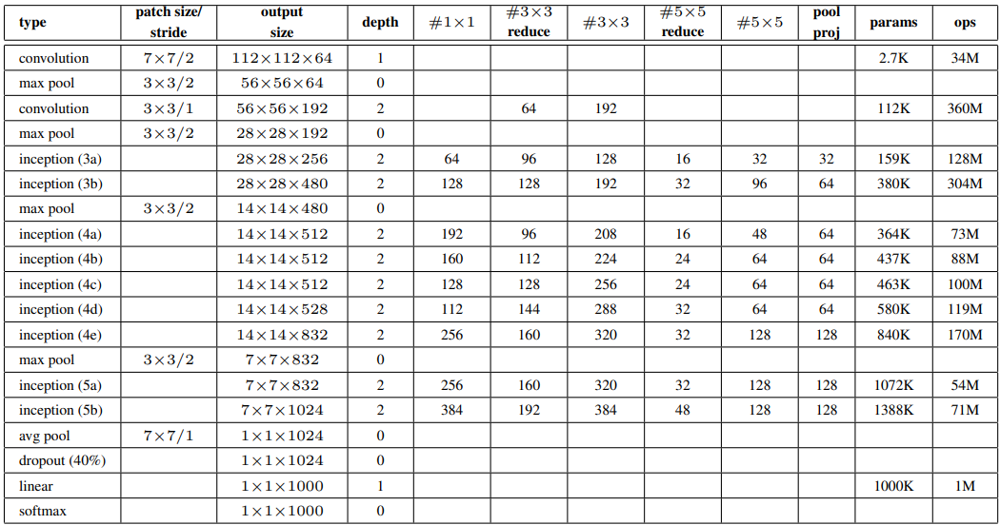 type patch size/ stride output size depth #1×1 #3×3 reduce #3×3 #5×5 reduce #5×5 pool proj params ops
convolution 7×7/2 112×112×64 1 2.7K 34M
max pool 3×3/2 56×56×64 0
convolution 3×3/1 56×56×192 2 64 192 112K 360M
max pool 3×3/2 28×28×192 0
inception (3a) 28×28×256 2 64 96 128 16 32 32 159K 128M
inception (3b) 28×28×480 2 128 128 192 32 96 64 380K 304M
max pool 3×3/2 14×14×480 0
inception (4a) 14×14×512 2 192 96 208 16 48 64 364K 73M
inception (4b) 14×14×512 2 160 112 224 24 64 64 437K 88M
inception (4c) 14×14×512 2 128 128 256 24 64 64 463K 100M
inception (4d) 14×14×528 2 112 144 288 32 64 64 580K 119M
inception (4e) 14×14×832 2 256 160 320 32 128 128 840K 170M
max pool 3×3/2 7×7×832 0
inception (5a) 7×7×832 2 256 160 320 32 128 128 1072K 54M
inception (5b) 7×7×1024 2 384 192 384 48 128 128 1388K 71M
avg pool 7×7/1 1×1×1024 0
dropout (40%) 1×1×1024 0
linear 1×1×1000 1 1000K 1M
softmax 1×1×1000 0